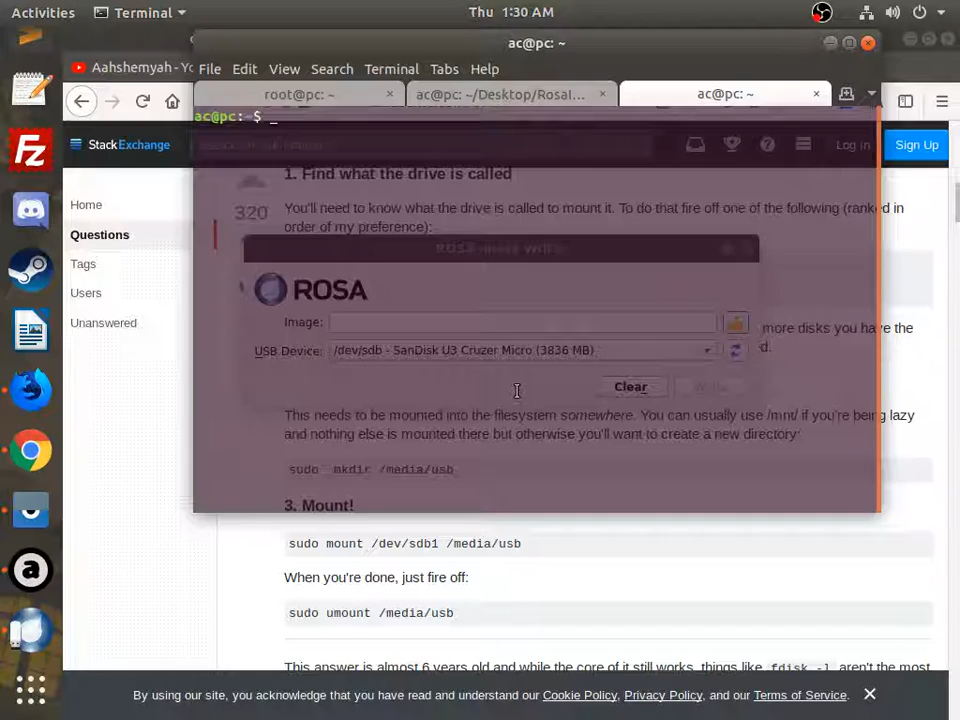 Activities
Terminal
Thu 1:30 AM
ac@pc: ~
Aahshemyah - Yo
File Edit View Search Terminal Tabs Help
root@pc: ~
ac@pc: ~/Desktop/Rosal...
ac@pc: ~
ac@pc:~$ _
StackExchange
Log in
Sign Up
Home
Questions
Tags
Users
Unanswered
1. Find what the drive is called
320
You'll need to know what the drive is called to mount it. To do that fire off one of the following (ranked in
order of my preference):
ROSA
Image:
more disks you have the
d.
USB Device:
/dev/sdb - SanDisk U3 Cruzer Micro (3836 MB)
Clear
This needs to be mounted into the filesystem somewhere. You can usually use /mnt/ if you're being lazy
and nothing else is mounted there but otherwise you'll want to create a new directory:
sudo mkdir /media/usb
3. Mount!
sudo mount /dev/sdb1 /media/usb
When you're done, just fire off:
sudo umount /media/usb
This answer is almost 6 years old and while the core of it still works, things like fdisk -l aren't the most
By using our site, you acknowledge that you have read and understand our Cookie Policy, Privacy Policy, and our Terms of Service.